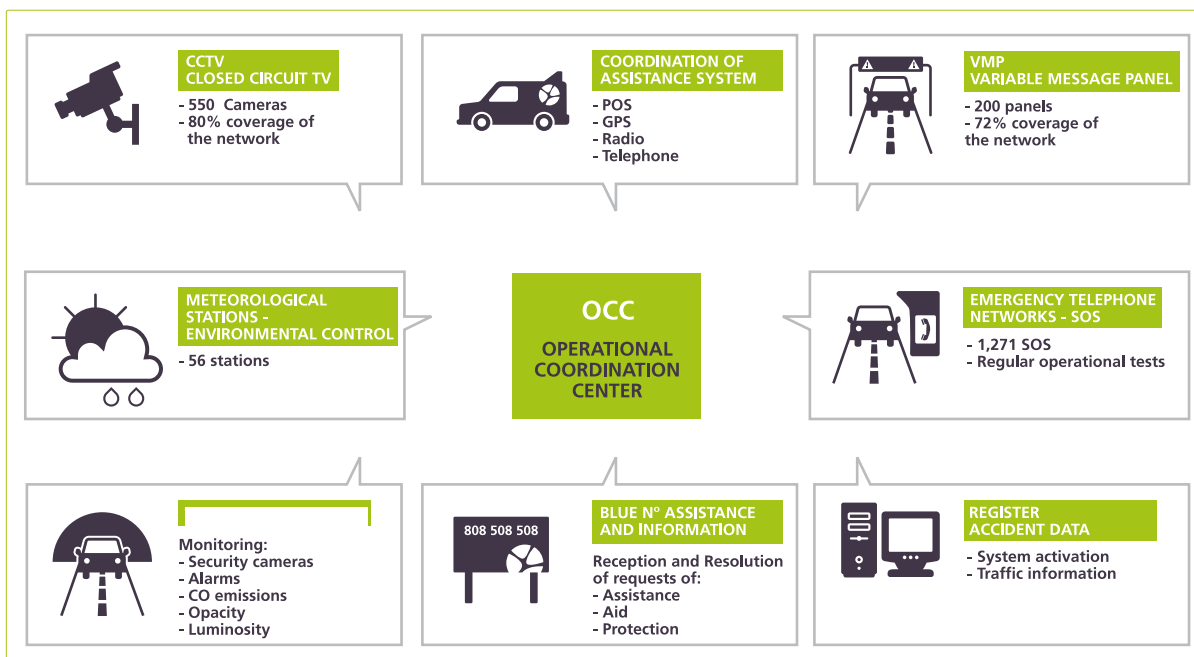 CCTV
CLOSED CIRCUIT TV
- 550 Cameras
- 80% coverage of
the network
COORDINATION OF
ASSISTANCE SYSTEM
- POS
- GPS
- Radio
- Telephone
VMP
VARIABLE MESSAGE PANEL
- 200 panels
- 72% coverage of
the network
METEOROLOGICAL
STATIONS -
ENVIRONMENTAL CONTROL
- 56 stations
OCC
OPERATIONAL
COORDINATION
CENTER
EMERGENCY TELEPHONE
NETWORKS - SOS
- 1,271 SOS
- Regular operational tests
Monitoring:
- Security cameras
- Alarms
- CO emissions
- Opacity
- Luminosity
808 508 508
BLUE Nº ASSISTANCE
AND INFORMATION
Reception and Resolution
of requests of:
- Assistance
- Aid
- Protection
REGISTER
ACCIDENT DATA
- System activation
- Traffic information